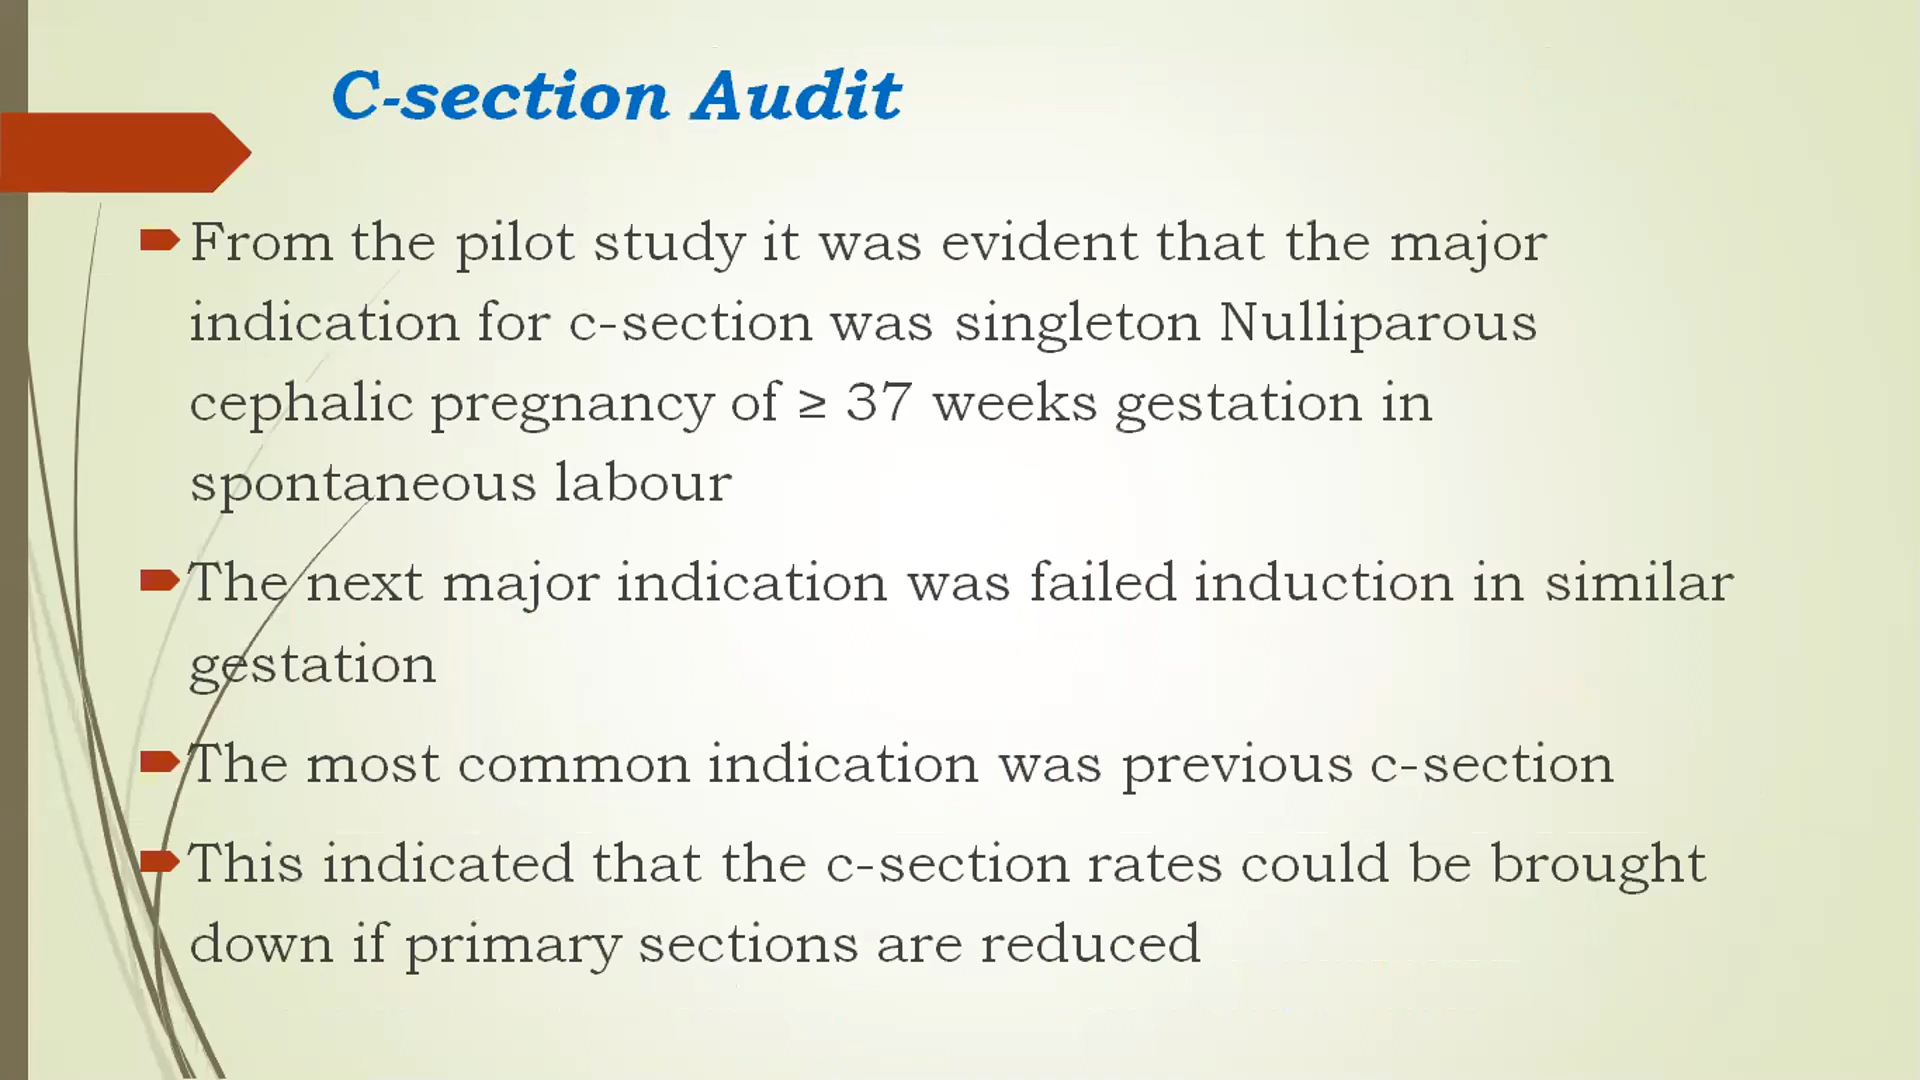 C-section Audit
From the pilot study it was evident that the major
indication for c-section was singleton Nulliparous
cephalic pregnancy of ≥ 37 weeks gestation in
spontaneous labour
The next major indication was failed induction in similar
gestation
The most common indication was previous c-section
This indicated that the c-section rates could be brought
down if primary sections are reduced